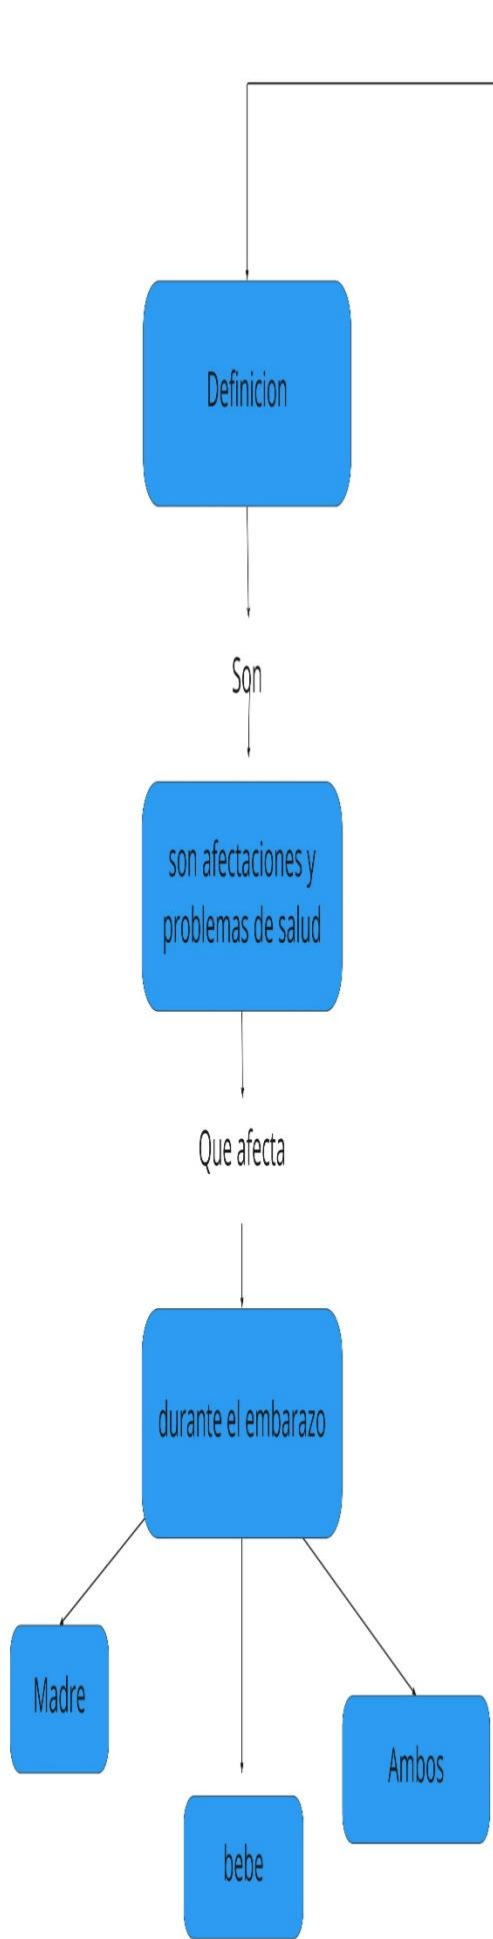 Definicion
Son
son afectaciones y
problemas de salud
Que afecta
durante el embarazo
Madre
Ambos
bebe